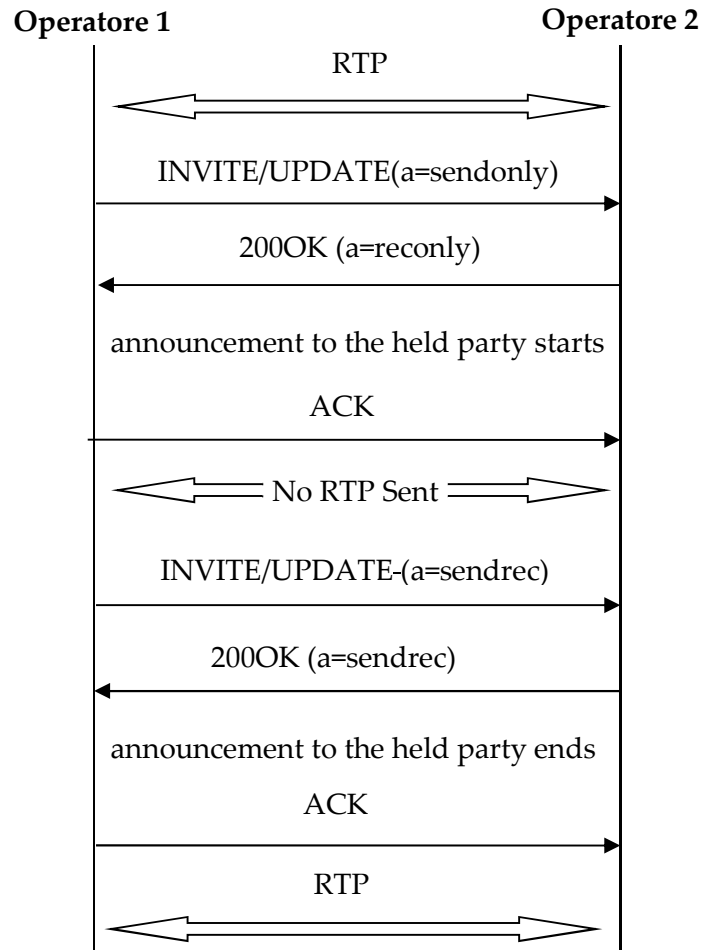 Operatore 1
Operatore 2
RTP
INVITE/UPDATE(a=sendonly)
200OK (a=reconly)
announcement to the held party starts
ACK
No RTP Sent
INVITE/UPDATE-(a=sendrec)
200OK (a=sendrec)
announcement to the held party ends
ACK
RTP